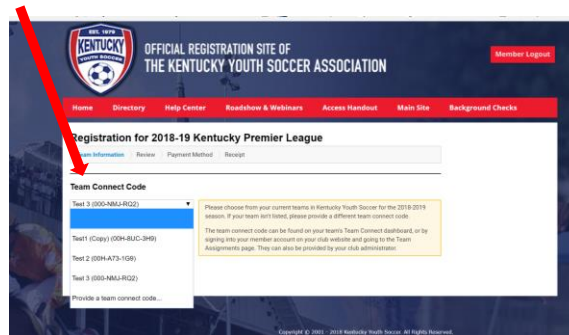 EST. 1979
KENTUCKY
YOUTH SOCCER
OFFICIAL REGISTRATION SITE OF
THE KENTUCKY YOUTH SOCCER ASSOCIATION
Member Logout
Home Directory Help Center Roadshow & Webinars Access Handout Main Site Background Checks
Registration for 2018-19 Kentucky Premier League
Team Information Review Payment Method Receipt
Team Connect Code
Test 3 (000-NMJ-RQ2)
Please choose from your current teams in Kentucky Youth Soccer for the 2018-2019
season. If your team isn't listed, please provide a different team connect code.
The team connect code can be found on your team's Team Connect dashboard, or by
signing into your member account on your club website and going to the Team
Assignments page. They can also be provided by your club administrator.
Test1 (Copy) (00H-8UC-3H9)
Test 2 (00H-A73-1G9)
Test 3 (000-NMJ-RQ2)
Provide a team connect code...
Copyright © 2001 - 2018 Kentucky Youth Soccer. All Rights Reserved.